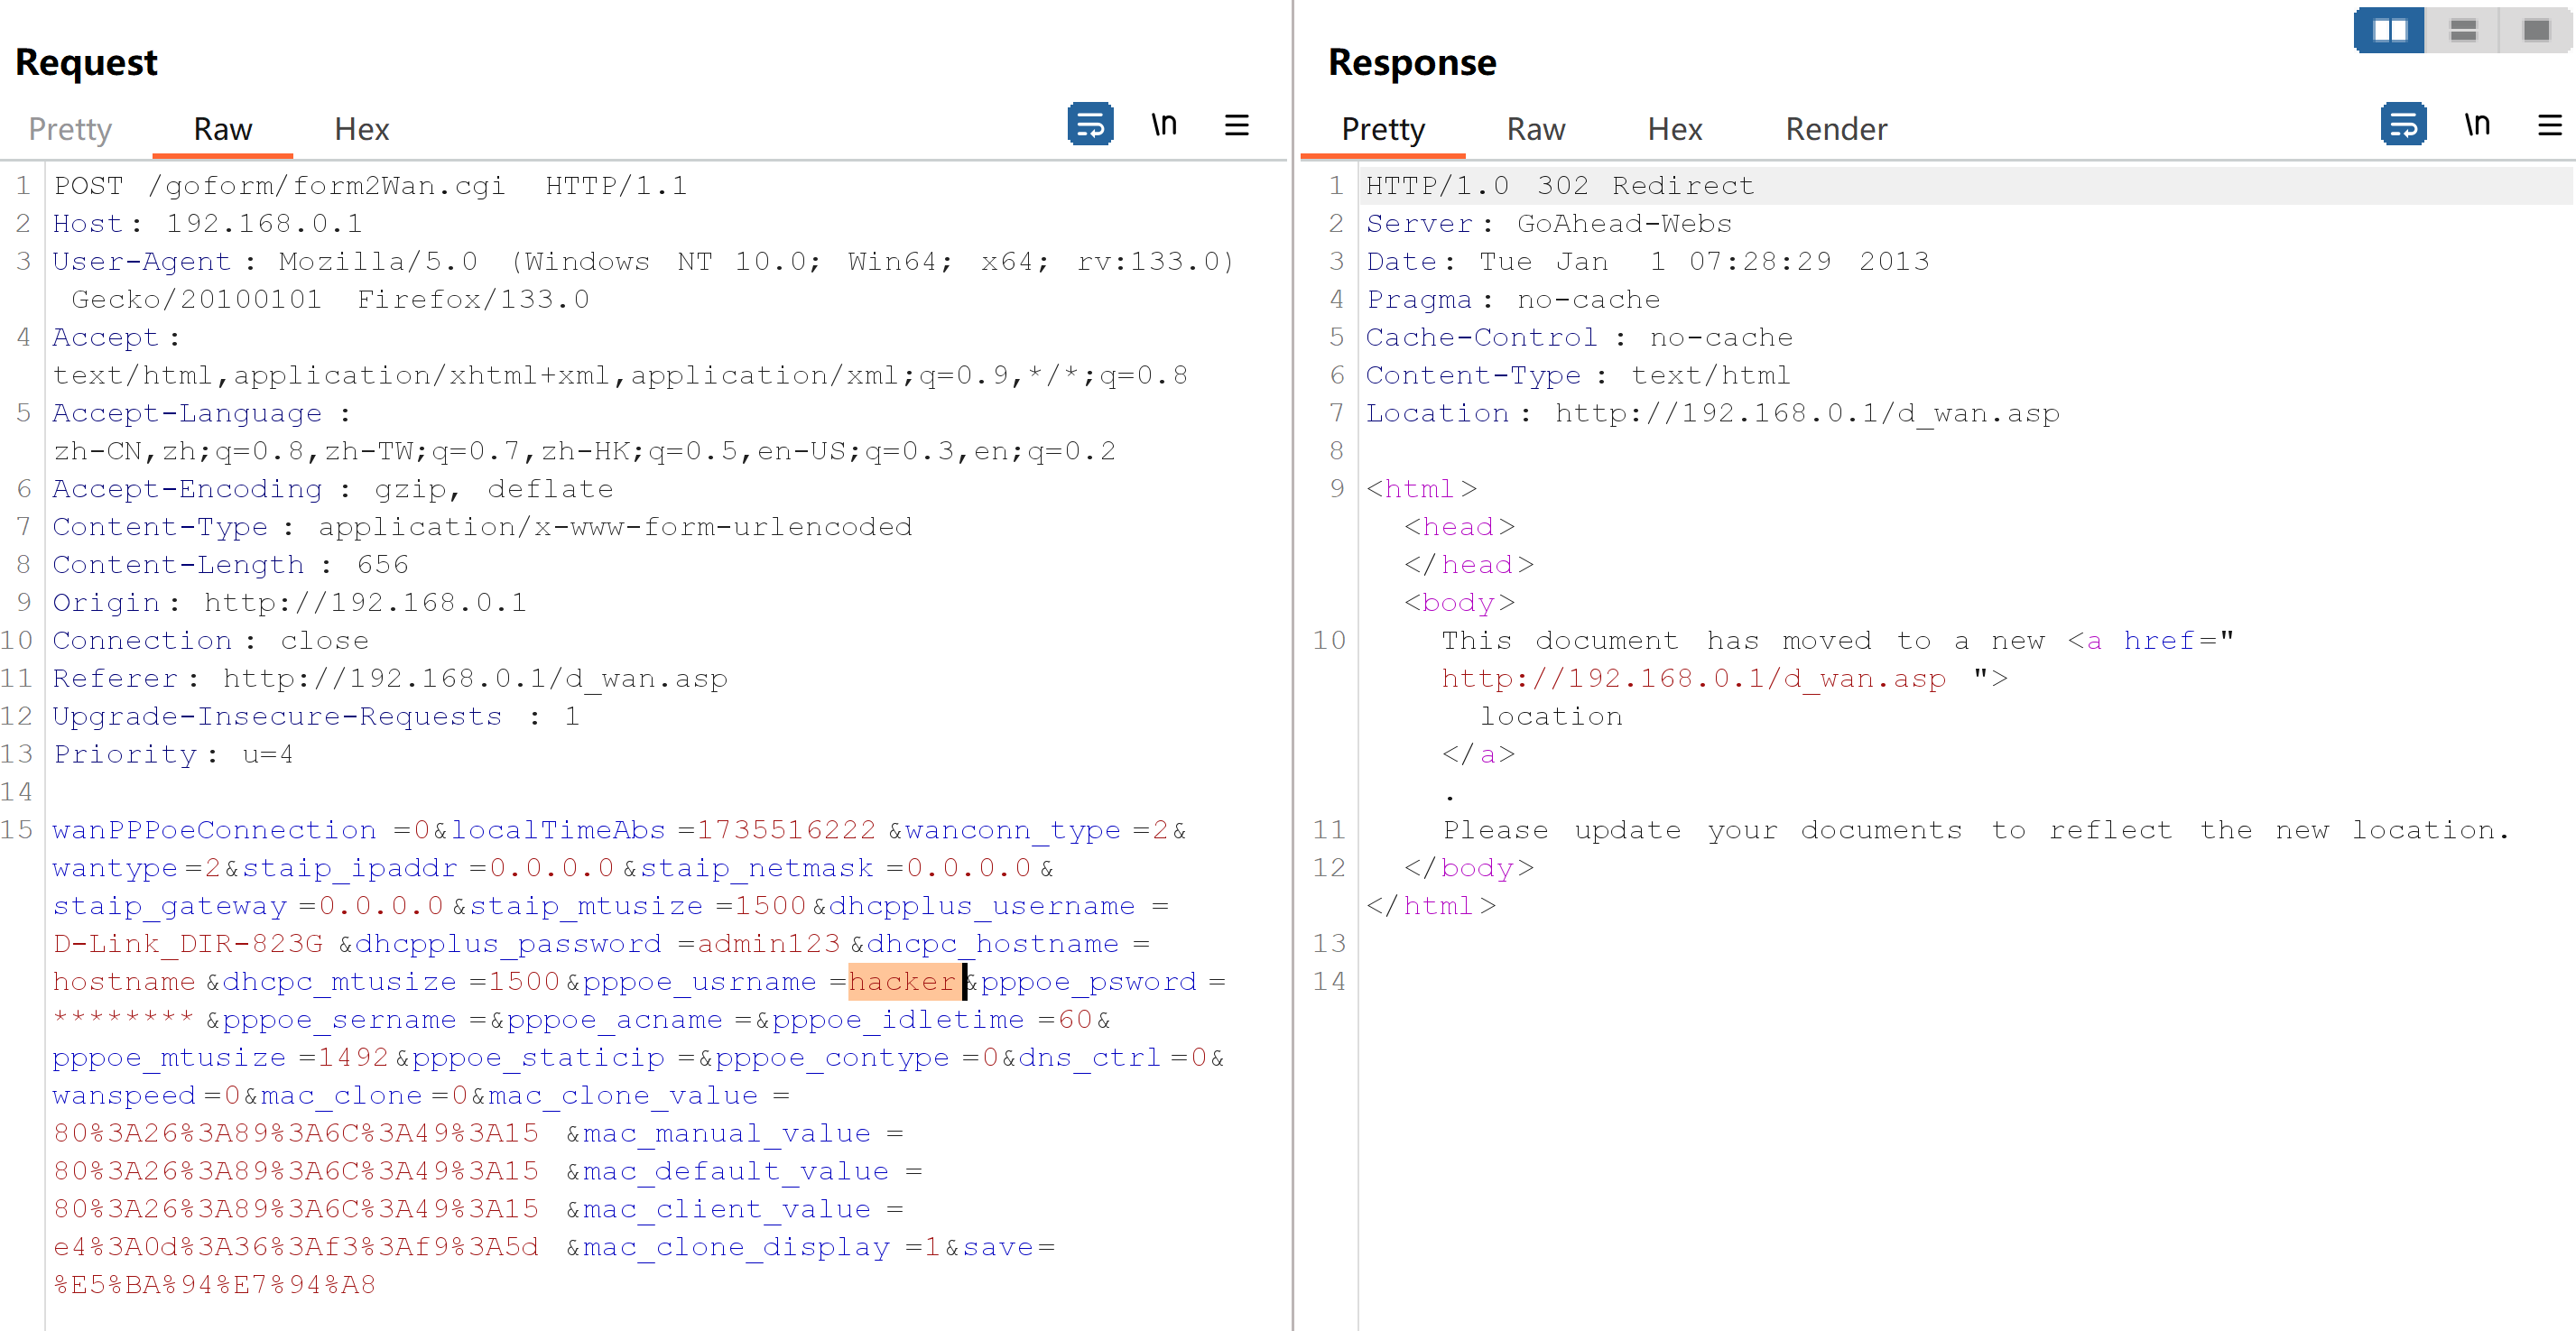 Request
Pretty Raw Hex
\n
1 POST /goform/form2Wan.cgi HTTP/1.1
2 Host: 192.168.0.1
3 User-Agent: Mozilla/5.0 (Windows NT 10.0; Win64; x64; rv:133.0)
Gecko/20100101 Firefox/133.0
4 Accept:
text/html,application/xhtml+xml,application/xml;q=0.9,*/*;q=0.8
5 Accept-Language:
zh-CN,zh;q=0.8,zh-TW;q=0.7,zh-HK;q=0.5,en-US;q=0.3,en;q=0.2
6 Accept-Encoding: gzip, deflate
7 Content-Type: application/x-www-form-urlencoded
8 Content-Length: 656
9 Origin: http://192.168.0.1
10 Connection: close
11 Referer: http://192.168.0.1/d_wan.asp
12 Upgrade-Insecure-Requests: 1
13 Priority: u=4
14
15 wanPPPoeConnection=0&localTimeAbs=1735516222&wanconn_type=2&
wantype=2&staip_ipaddr=0.0.0.0&staip_netmask=0.0.0.0&
staip_gateway=0.0.0.0&staip_mtusize=1500&dhcpplus_username=
D-Link_DIR-823G&dhcpplus_password=admin123&dhcpc_hostname=
hostname&dhcpc_mtusize=1500&pppoe_usrname=hacker&pppoe_psword=
********&pppoe_sername=&pppoe_acname=&pppoe_idletime=60&
pppoe_mtusize=1492&pppoe_staticip=&pppoe_contype=0&dns_ctrl=0&
wanspeed=0&mac_clone=0&mac_clone_value=
80%3A26%3A89%3A6C%3A49%3A15&mac_manual_value=
80%3A26%3A89%3A6C%3A49%3A15&mac_default_value=
80%3A26%3A89%3A6C%3A49%3A15&mac_client_value=
e4%3A0d%3A36%3Af3%3Af9%3A5d&mac_clone_display=1&save=
%E5%BA%94%E7%94%A8
Response
Pretty Raw Hex Render
\n
1 HTTP/1.0 302 Redirect
2 Server: GoAhead-Webs
3 Date: Tue Jan  1 07:28:29 2013
4 Pragma: no-cache
5 Cache-Control: no-cache
6 Content-Type: text/html
7 Location: http://192.168.0.1/d_wan.asp
8
9 <html>
<head>
</head>
<body>
10 This document has moved to a new <a href="
http://192.168.0.1/d_wan.asp">
location
</a>
.
11 Please update your documents to reflect the new location.
12 </body>
</html>
13
14